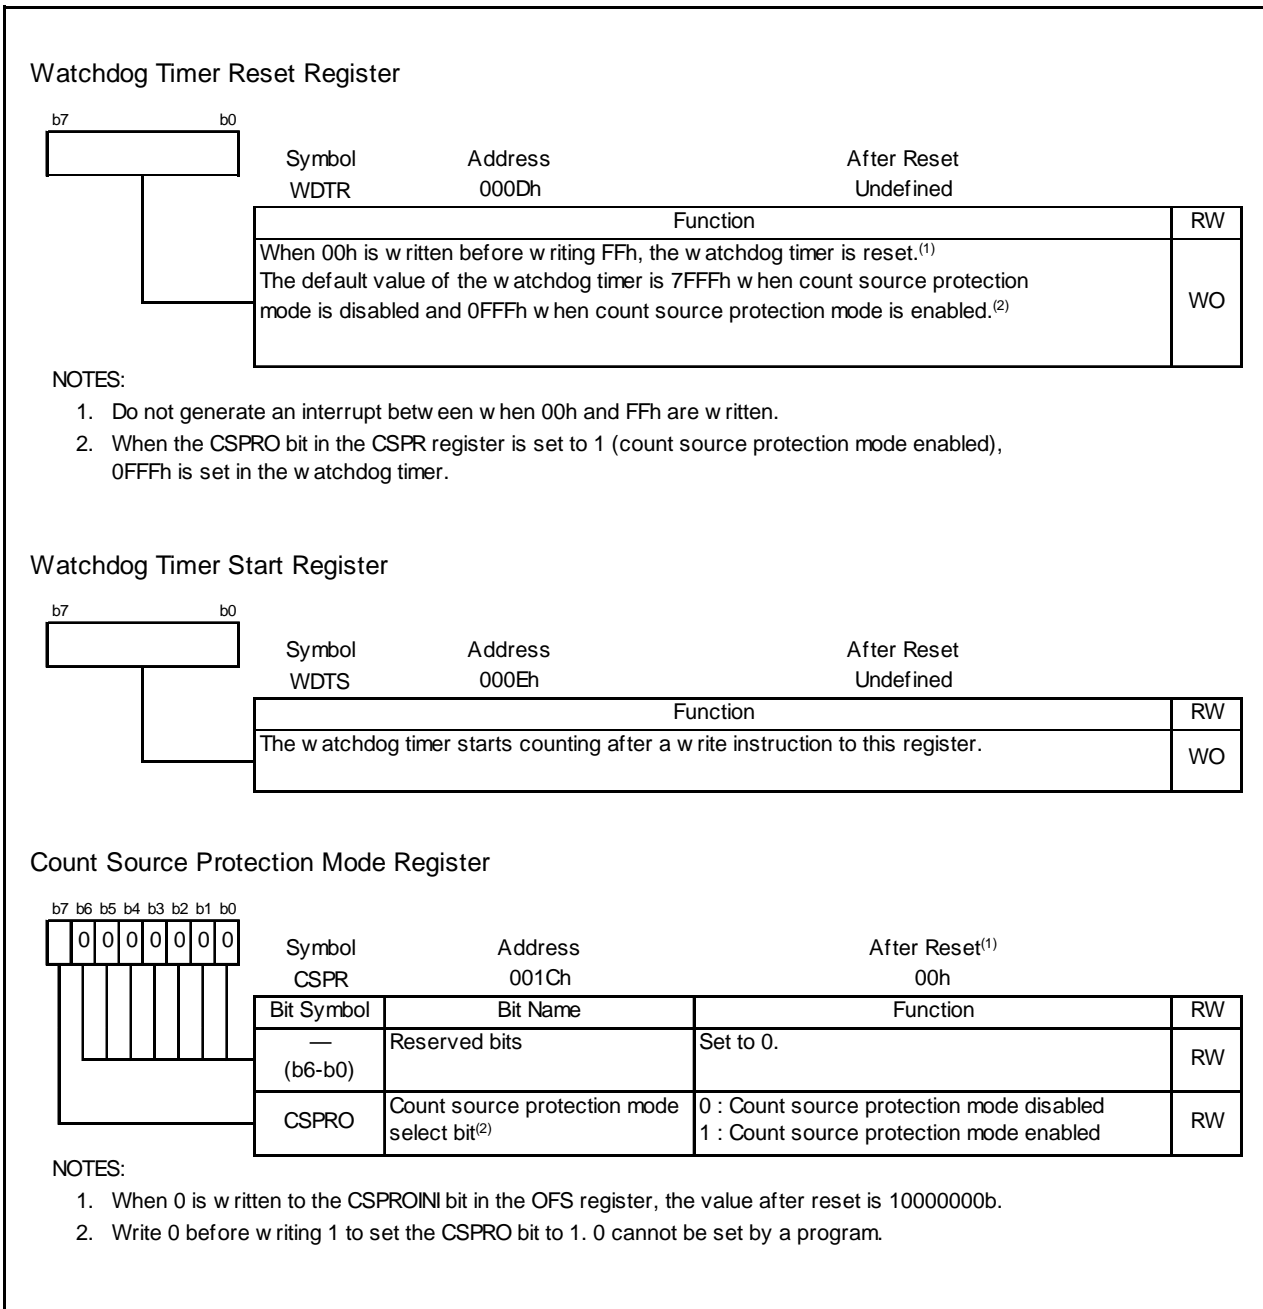 Watchdog Timer Reset Register
b7 b0
Symbol Address After Reset
WDTR 000Dh Undefined
Function RW
When 00h is written before writing FFh, the watchdog timer is reset.(1)
The default value of the watchdog timer is 7FFFh when count source protection
mode is disabled and 0FFFh when count source protection mode is enabled.(2)
WO
NOTES:
1. Do not generate an interrupt between when 00h and FFh are written.
2. When the CSPRO bit in the CSPR register is set to 1 (count source protection mode enabled),
0FFFh is set in the watchdog timer.
Watchdog Timer Start Register
b7 b0
Symbol Address After Reset
WDTS 000Eh Undefined
Function RW
The watchdog timer starts counting after a write instruction to this register.
WO
Count Source Protection Mode Register
b7 b6 b5 b4 b3 b2 b1 b0
0 0 0 0 0 0 0
Symbol Address After Reset(1)
CSPR 001Ch 00h
Bit Symbol Bit Name Function RW
— Reserved bits Set to 0.
(b6-b0) RW
CSPRO Count source protection mode 0 : Count source protection mode disabled RW
select bit(2) 1 : Count source protection mode enabled
NOTES:
1. When 0 is written to the CSPROINI bit in the OFS register, the value after reset is 10000000b.
2. Write 0 before writing 1 to set the CSPRO bit to 1. 0 cannot be set by a program.